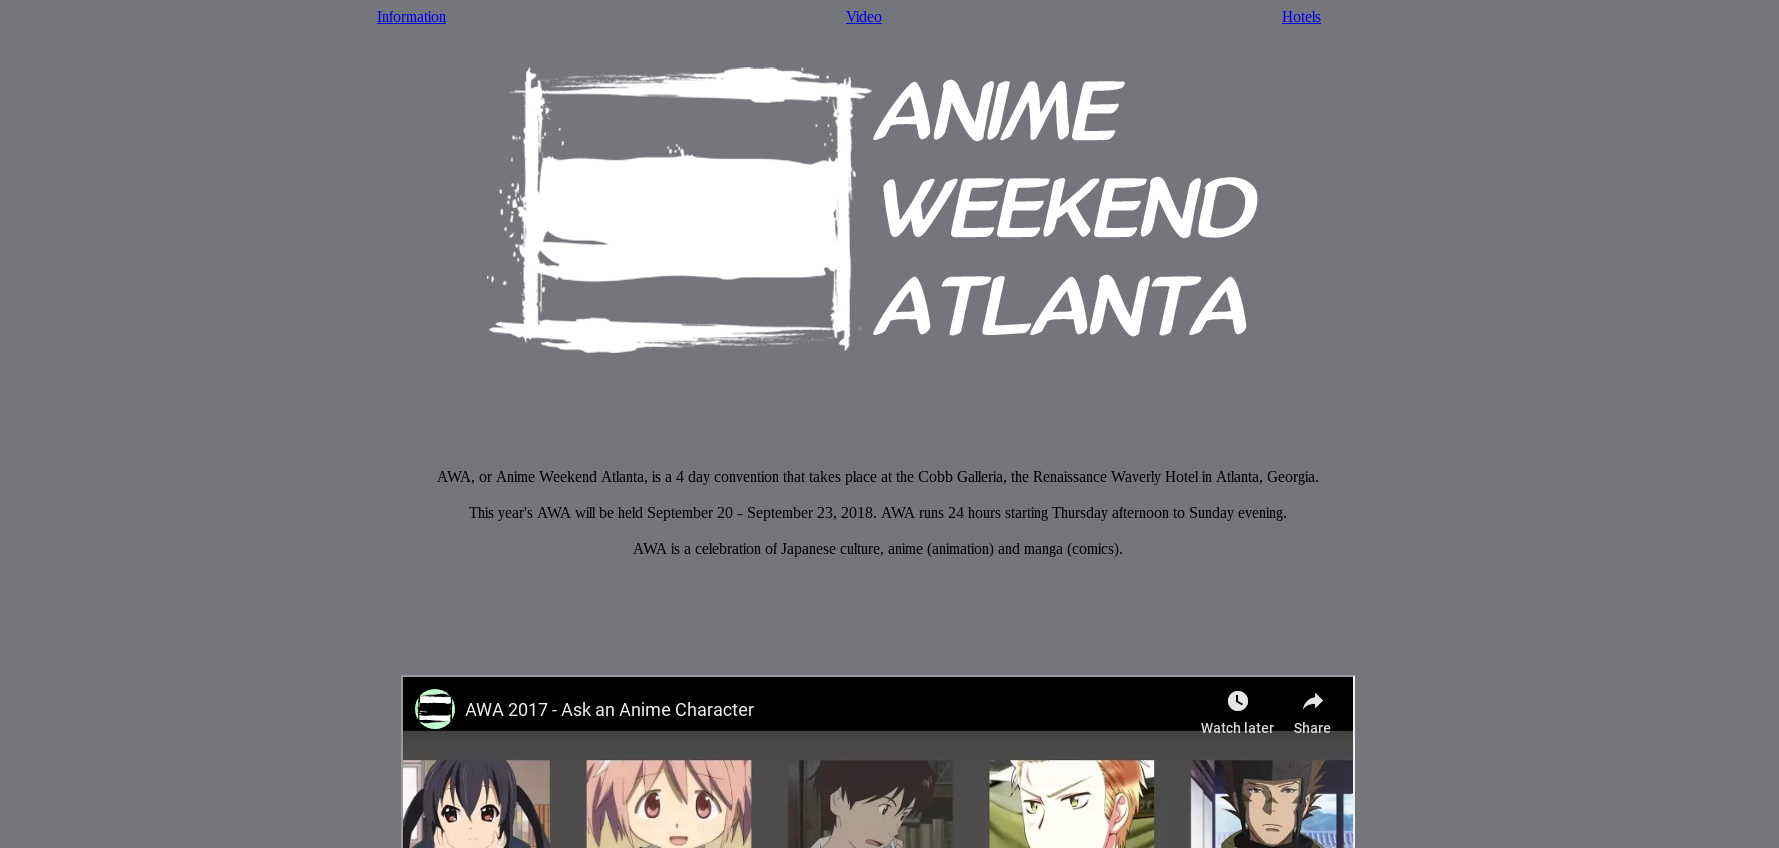 Information Video Hotels
ANIME
WEEKEND
ATLANTA
AWA, or Anime Weekend Atlanta, is a 4 day convention that takes place at the Cobb Galleria, the Renaissance Waverly Hotel in Atlanta, Georgia.
This year's AWA will be held September 20 - September 23, 2018. AWA runs 24 hours starting Thursday afternoon to Sunday evening.
AWA is a celebration of Japanese culture, anime (animation) and manga (comics).
AWA 2017 - Ask an Anime Character
Watch later Share